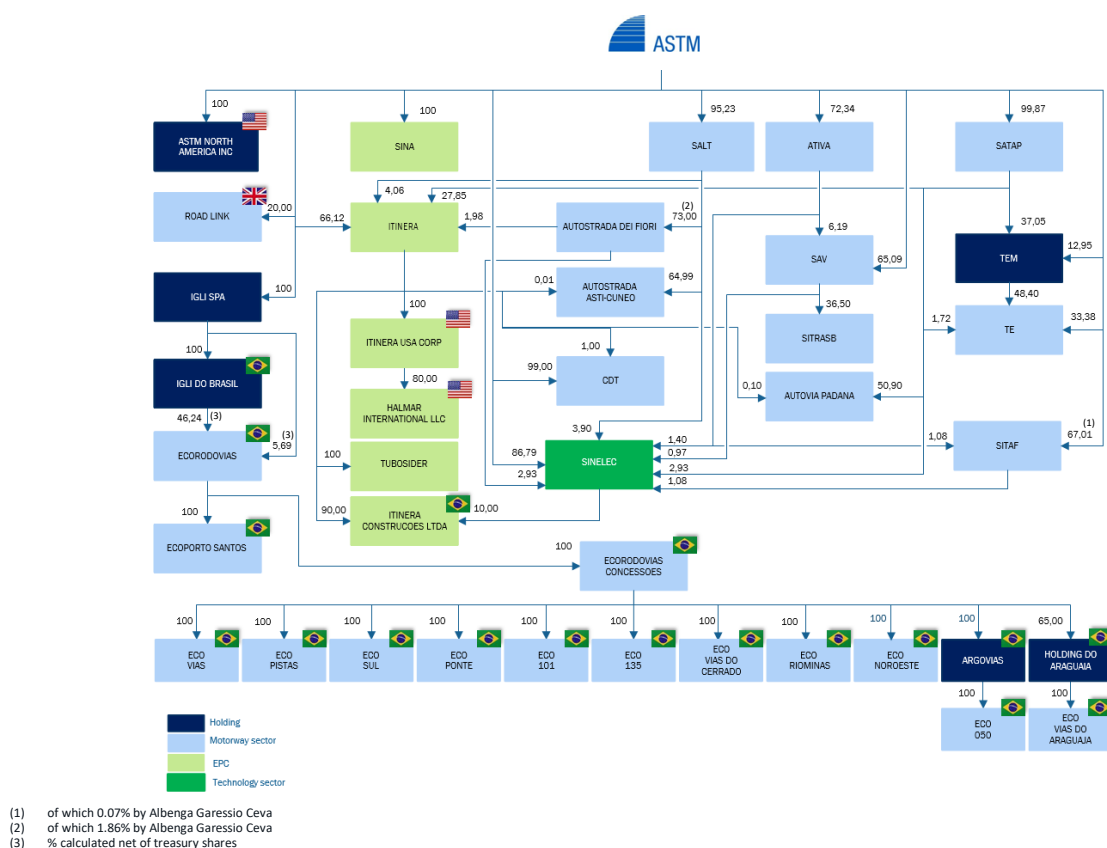 ASTM
100
100
95,23
72,34
99,87
ASTM NORTH
AMERICA INC
SINA
SALT
ATIVA
SATAP
ROAD LINK
20,00
66,12
4,06
27,85
ITINERA
1,98
(2)
73,00
AUTOSTRADA DEI FIORI
6,19
SAV
65,09
37,05
TEM
12,95
IGLI SPA
100
0,01
AUTOSTRADA
ASTI-CUNEO
64,99
36,50
48,40
100
ITINERA USA CORP
SITRASB
1,72
TE
33,38
100
IGLI DO BRASIL
80,00
1,00
99,00
CDT
0,10
AUTOVIA PADANA
50,90
46,24
(3)
(3)
5,69
HALMAR
INTERNATIONAL LLC
ECORODOVIAS
3,90
1,40
0,97
2,93
1,08
1,08
SITAF
(1)
67,01
100
TUBOSIDER
86,79
2,93
SINELEC
100
ECOPORTO SANTOS
90,00
ITINERA
CONSTRUCOES LTDA
10,00
100
ECORODOVIAS
CONCESSOES
100
100
100
100
100
100
100
100
100
100
65,00
ECO
VIAS
ECO
PISTAS
ECO
SUL
ECO
PONTE
ECO
101
ECO
135
ECO
VIAS DO
CERRADO
ECO
RIOMINAS
ECO
NOROESTE
ARGOVIAS
HOLDING DO
ARAGUAIA
100
100
ECO
050
ECO
VIAS DO
ARAGUAJA
Holding
Motorway sector
EPC
Technology sector
(1) of which 0.07% by Albenga Garessio Ceva
(2) of which 1.86% by Albenga Garessio Ceva
(3) % calculated net of treasury shares